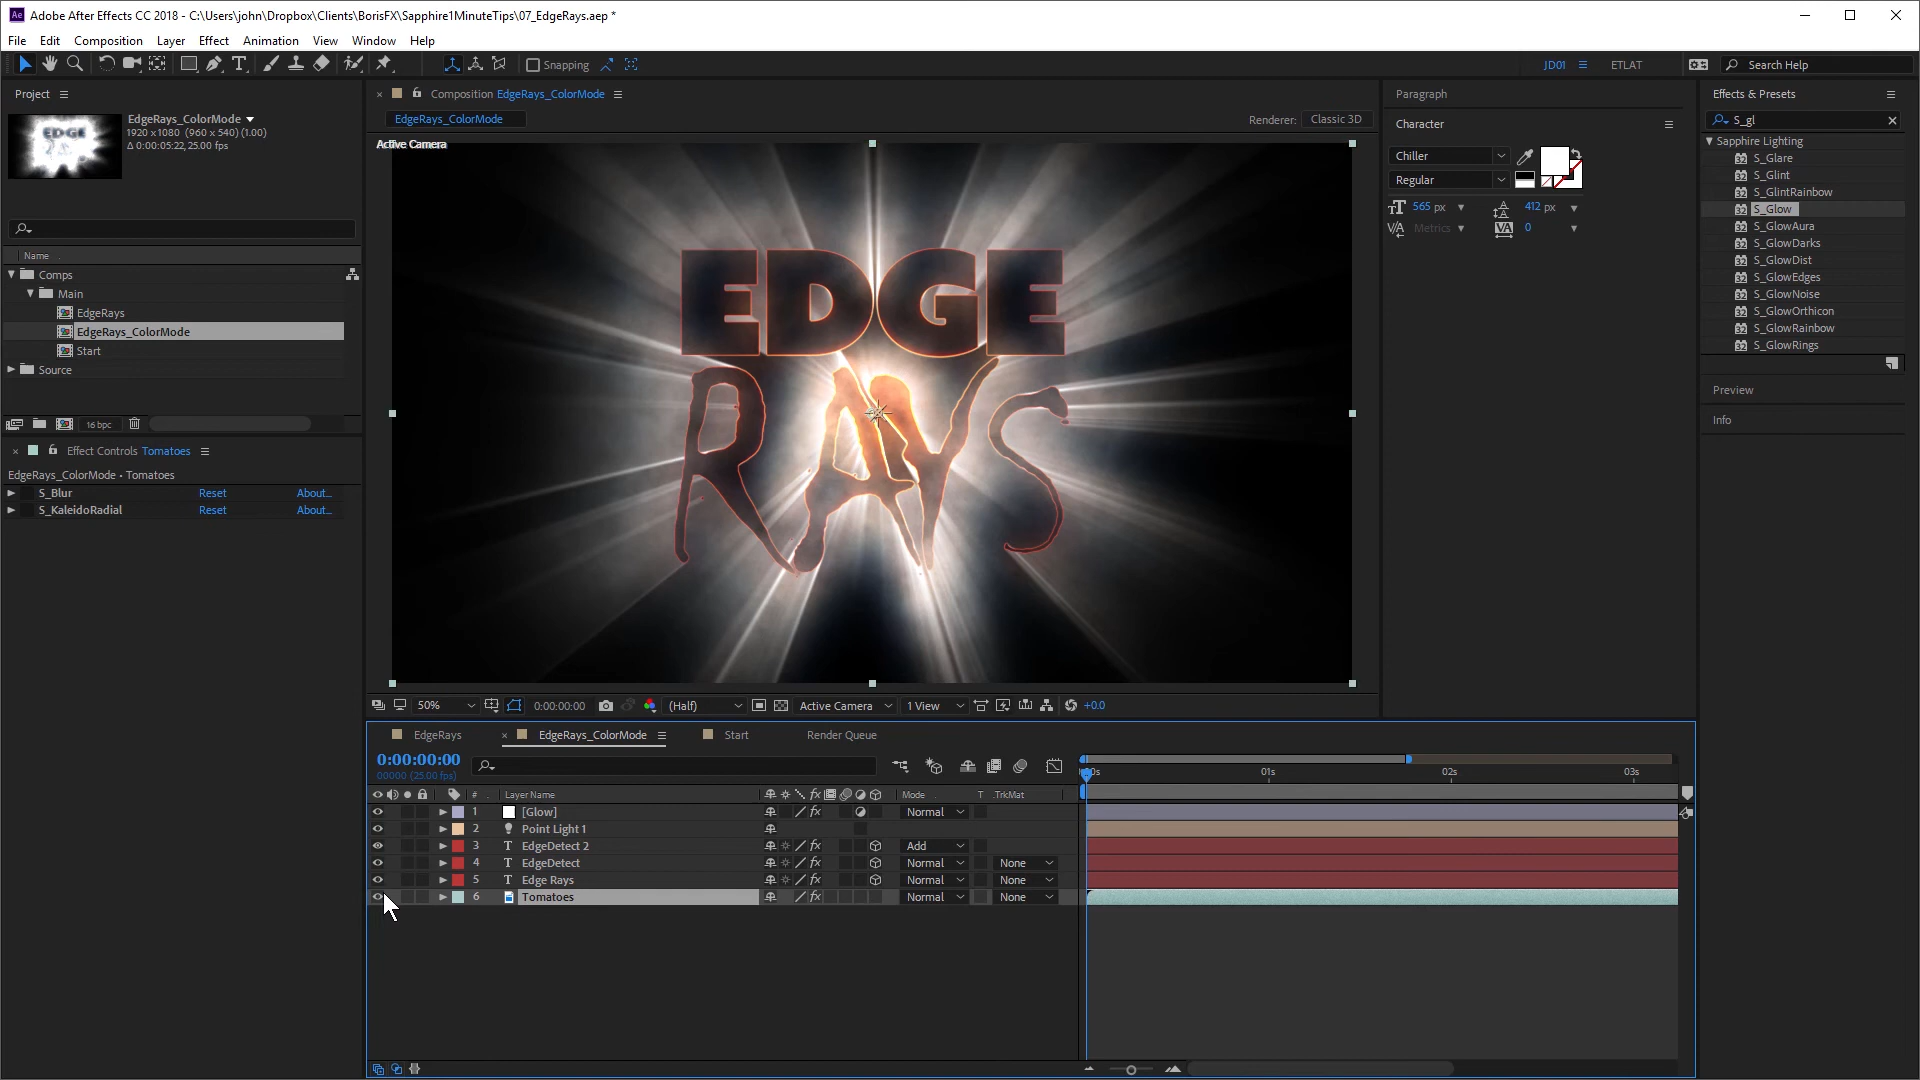 Ae Adobe After Effects CC 2018 - C:\Users\john\Dropbox\Clients\BorisFX\Sapphire1MinuteTips\07_EdgeRays.aep *
File Edit Composition Layer Effect Animation View Window Help
Snapping JD01 ETLAT Search Help
Project
EdgeRays_ColorMode
1920 x1080 (960 x 540) (1.00)
Δ 0:00:05:22, 25.00 fps
Name
Comps
Main
EdgeRays
EdgeRays_ColorMode
Start
Source
16 bpc
Effect Controls Tomatoes
EdgeRays_ColorMode • Tomatoes
S_Blur Reset About...
S_KaleidoRadial Reset About...
Composition EdgeRays_ColorMode
EdgeRays_ColorMode Renderer: Classic 3D
Active Camera
EDGE
RAYS
50% 0:00:00:00 (Half) Active Camera 1 View +0.0
Paragraph
Character
Chiller
Regular
565 px 412 px
Metrics 0
Effects & Presets
S_gl
Sapphire Lighting
S_Glare
S_Glint
S_GlintRainbow
S_Glow
S_GlowAura
S_GlowDarks
S_GlowDist
S_GlowEdges
S_GlowNoise
S_GlowOrthicon
S_GlowRainbow
S_GlowRings
Preview
Info
EdgeRays EdgeRays_ColorMode Start Render Queue
0:00:00:00
00000 (25.00 fps)
01s 02s 03s
# Layer Name Mode T .TrkMat
1 [Glow] Normal
2 Point Light 1
3 EdgeDetect 2 Add
4 EdgeDetect Normal None
5 Edge Rays Normal None
6 Tomatoes Normal None